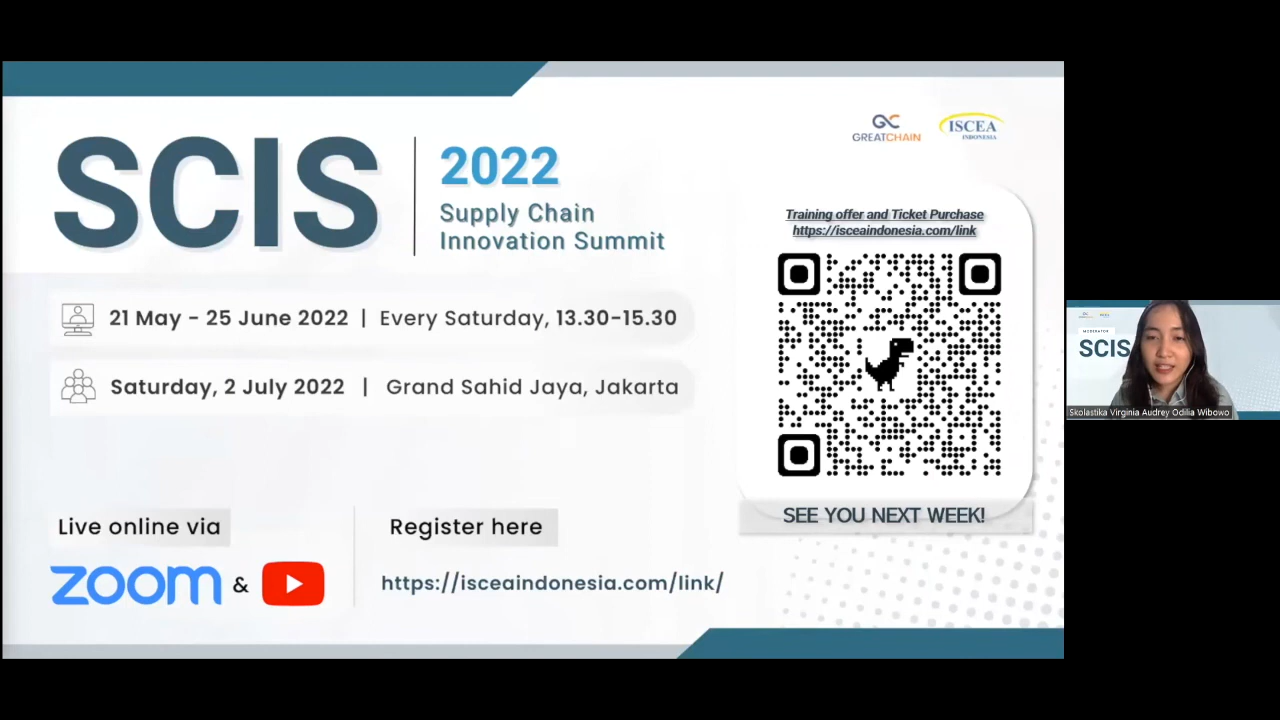 SCIS
2022
Supply Chain
Innovation Summit
GREATCHAIN
ISCEA
INDONESIA
Training offer and Ticket Purchase
https://isceaindonesia.com/link
21 May - 25 June 2022 | Every Saturday, 13.30-15.30
Saturday, 2 July 2022 | Grand Sahid Jaya, Jakarta
SEE YOU NEXT WEEK!
Live online via
zoom &
Register here
https://isceaindonesia.com/link/
MODERATOR
SCIS
Skolastika Virginia Audrey Odilia Wibowo